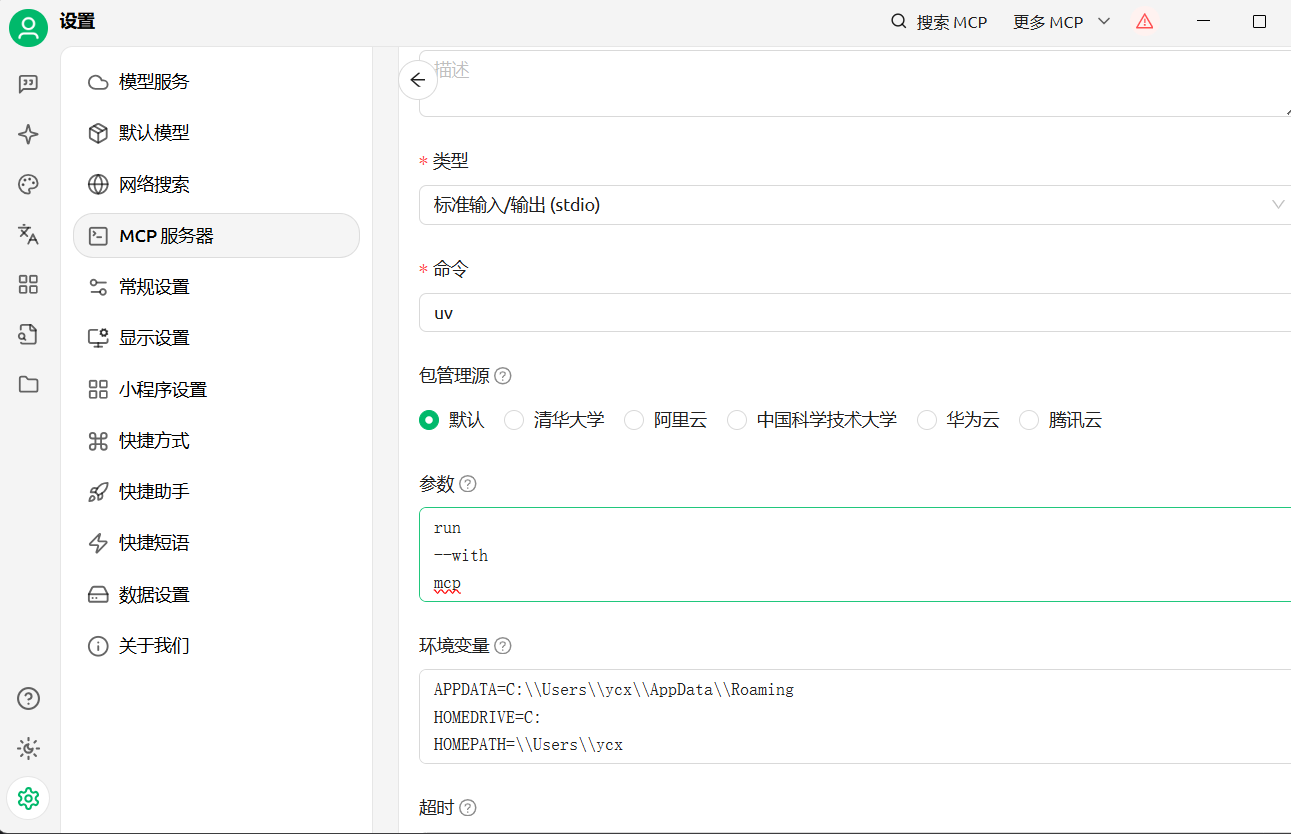 设置
搜索 MCP
更多 MCP
模型服务
默认模型
网络搜索
MCP 服务器
常规设置
显示设置
小程序设置
快捷方式
快捷助手
快捷短语
数据设置
关于我们
描述
* 类型
标准输入/输出 (stdio)
* 命令
uv
包管理源
默认 清华大学 阿里云 中国科学技术大学 华为云 腾讯云
参数
run
--with
mcp
环境变量
APPDATA=C:\\Users\\ycx\\AppData\\Roaming
HOMEDRIVE=C:
HOMEPATH=\\Users\\ycx
超时